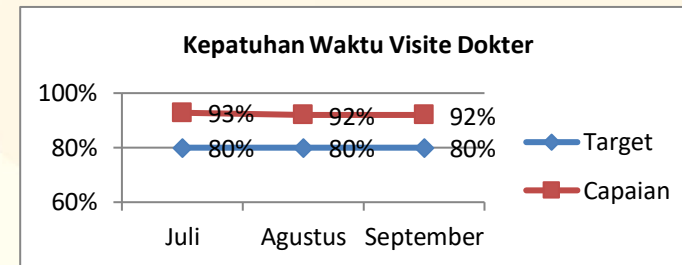 Kepatuhan Waktu Visite Dokter
100%
80%
60%
93% 92% 92%
80% 80% 80%
Juli Agustus September
Target
Capaian